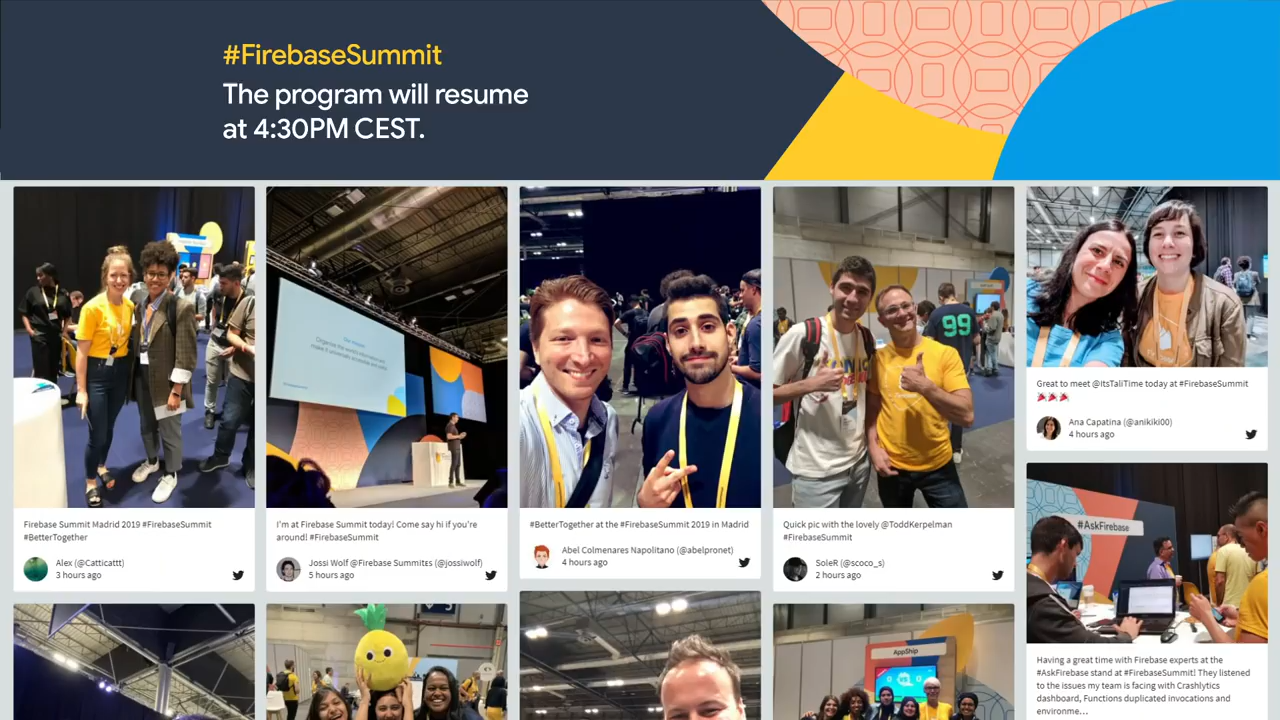 #FirebaseSummit
The program will resume
at 4:30PM CEST.
Firebase Summit Madrid 2019 #FirebaseSummit
#BetterTogether
Alex (@Catticattt)
3 hours ago
I'm at Firebase Summit today! Come say hi if you're
around! #FirebaseSummit
Jossi Wolf @Firebase Summites (@jossiwolf)
5 hours ago
#BetterTogether at the #FirebaseSummit 2019 in Madrid
Abel Colmenares Napolitano (@abelpronet)
4 hours ago
99
Quick pic with the lovely @ToddKerpelman
#FirebaseSummit
SoleR (@scoco_s)
2 hours ago
Great to meet @ItsTaliTime today at #FirebaseSummit
Ana Capatina (@anikiki00)
4 hours ago
#AskFirebase
Having a great time with Firebase experts at the
#AskFirebase stand at #FirebaseSummit! They listened
to the issues my team is facing with Crashlytics
dashboard, Functions duplicated invocations and
environme...
AppShip